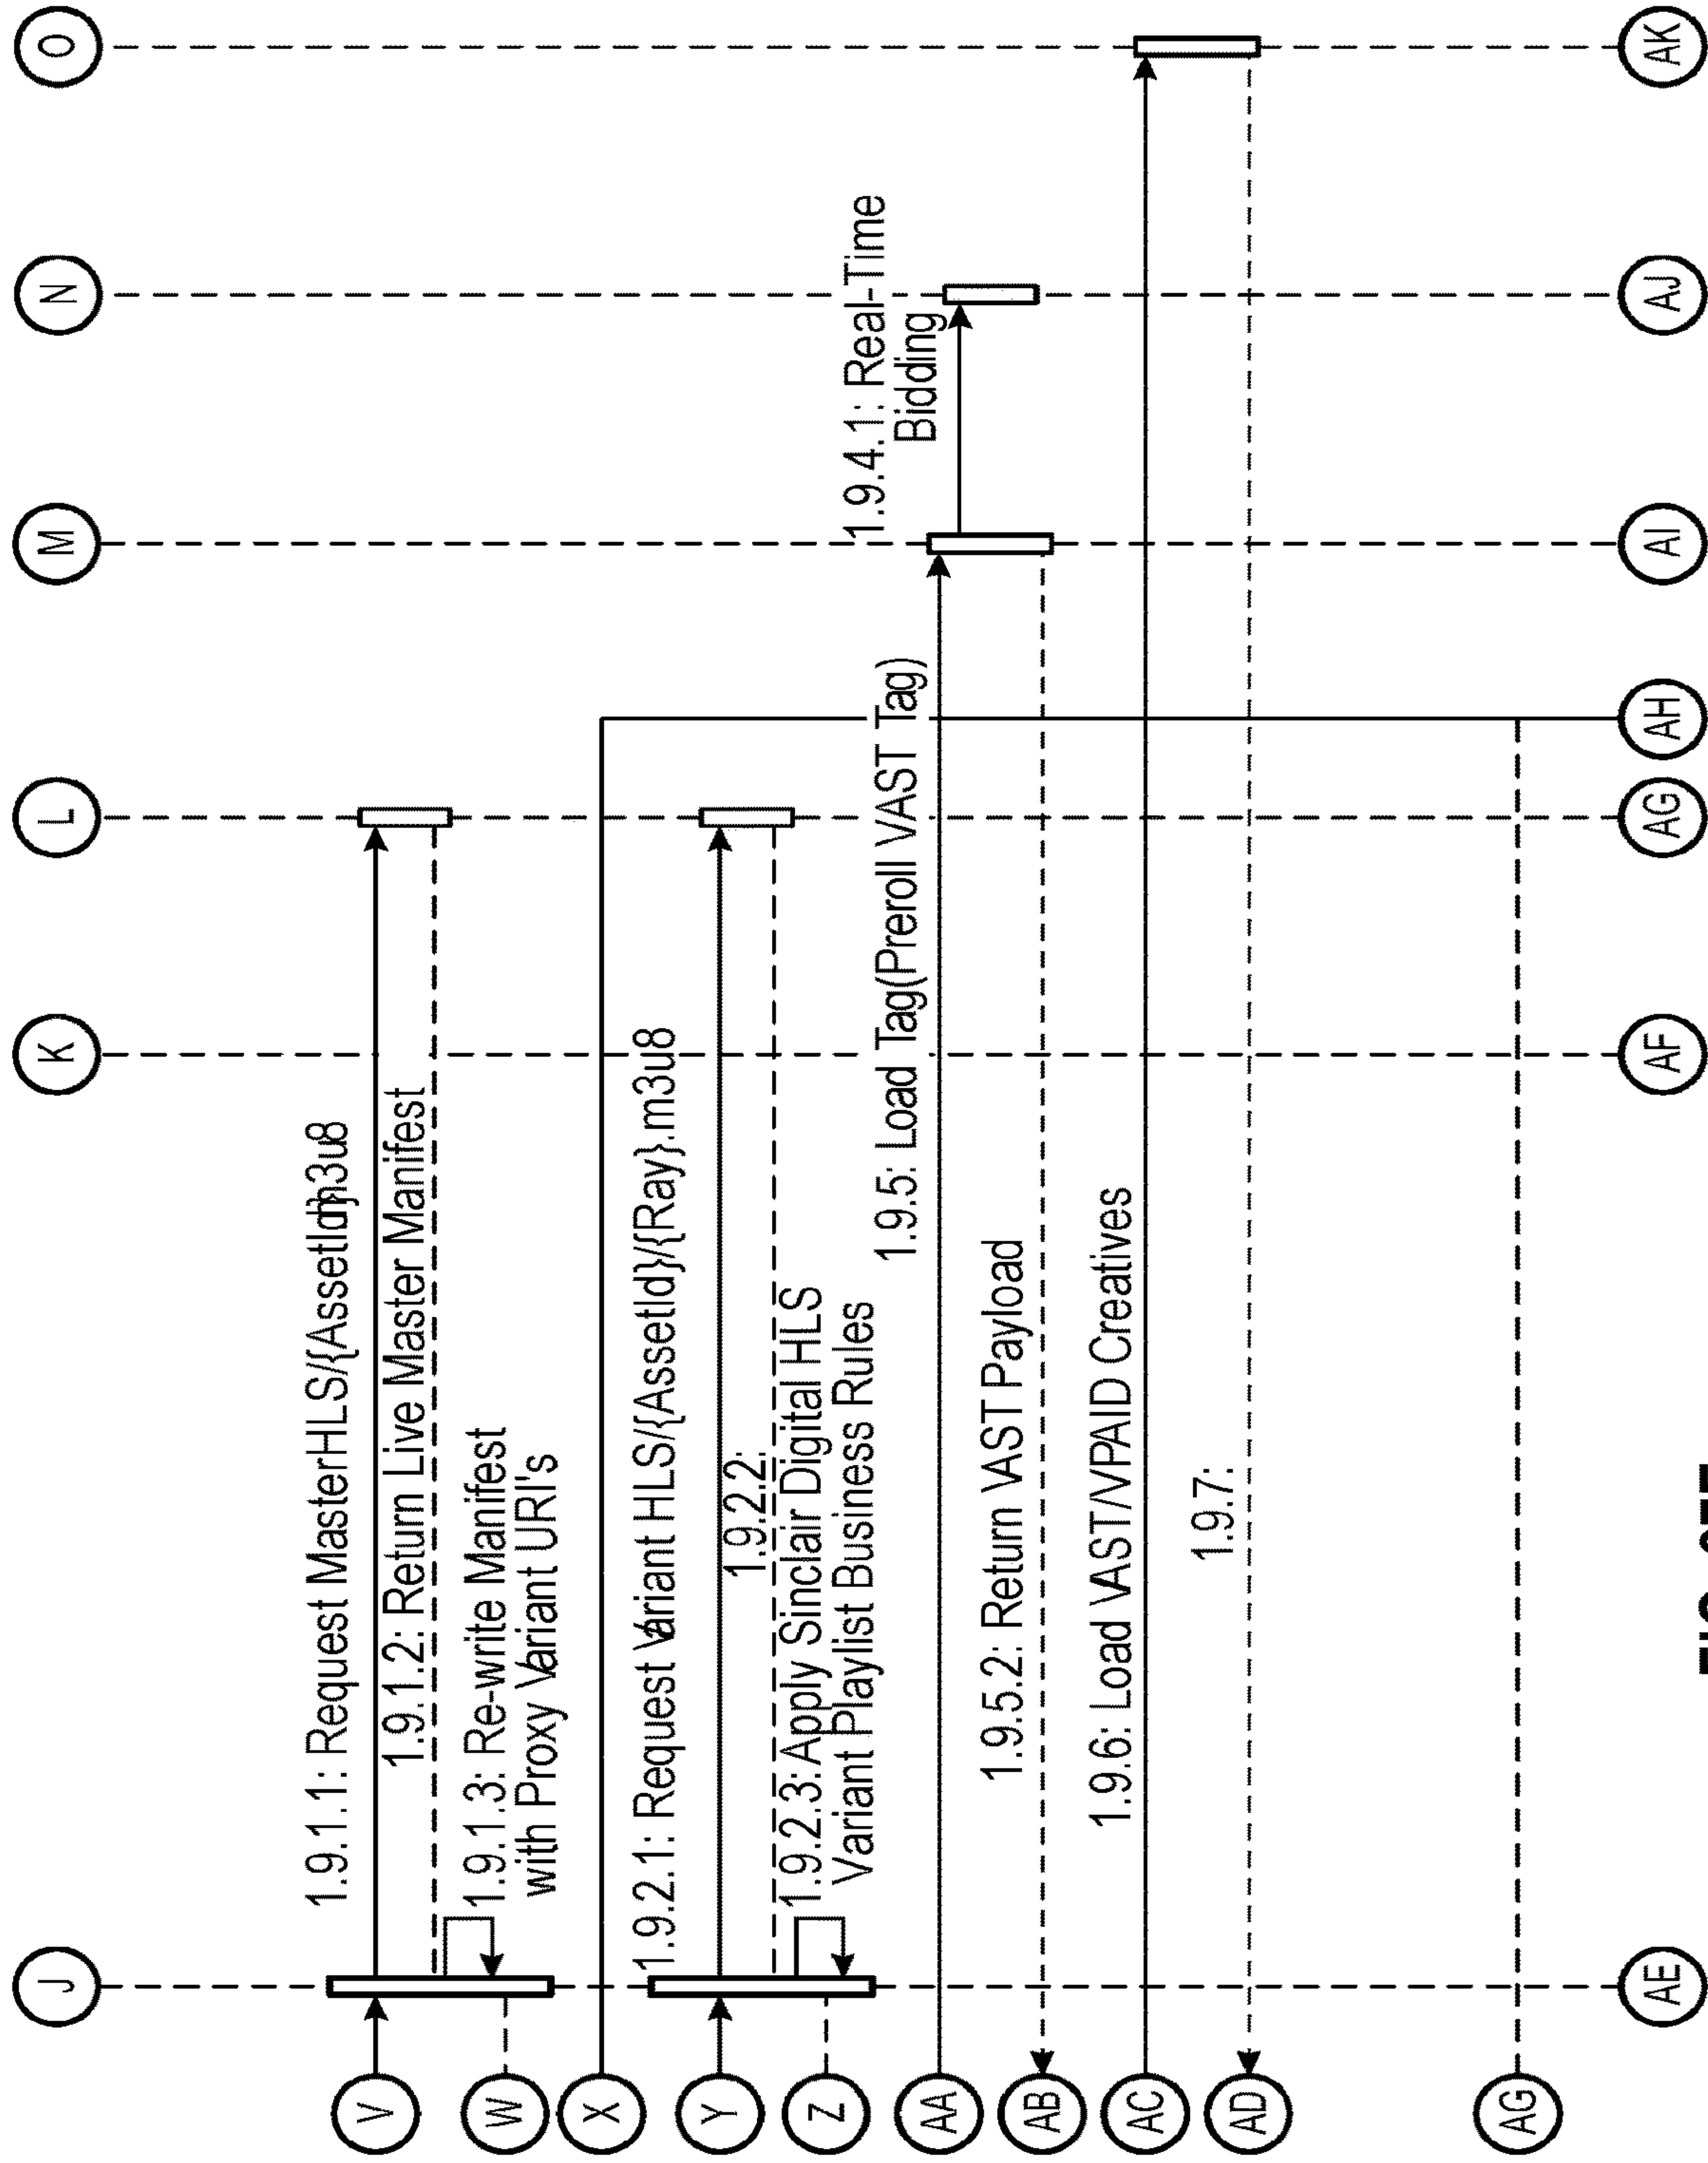 J
K
L
M
N
O
1.9.1.1: Request MasterHLS/{AssetId}m3u8
V
1.9.1.2: Return Live Master Manifest
1.9.1.3: Re-write Manifest
with Proxy Variant URI's
W
X
1.9.2.1: Request Variant HLS/{AssetId}/{Ray}.m3u8
Y
1.9.2.2:
1.9.2.3: Apply Sinclair Digital HLS
Variant Playlist Business Rules
Z
1.9.4.1: Real-Time
Bidding
1.9.5: Load Tag(Preroll VAST Tag)
AA
1.9.5.2: Return VAST Payload
AB
1.9.6: Load VAST/VPAID Creatives
AC
1.9.7:
AD
AG
AE
AF
AG
AH
AI
AJ
AK